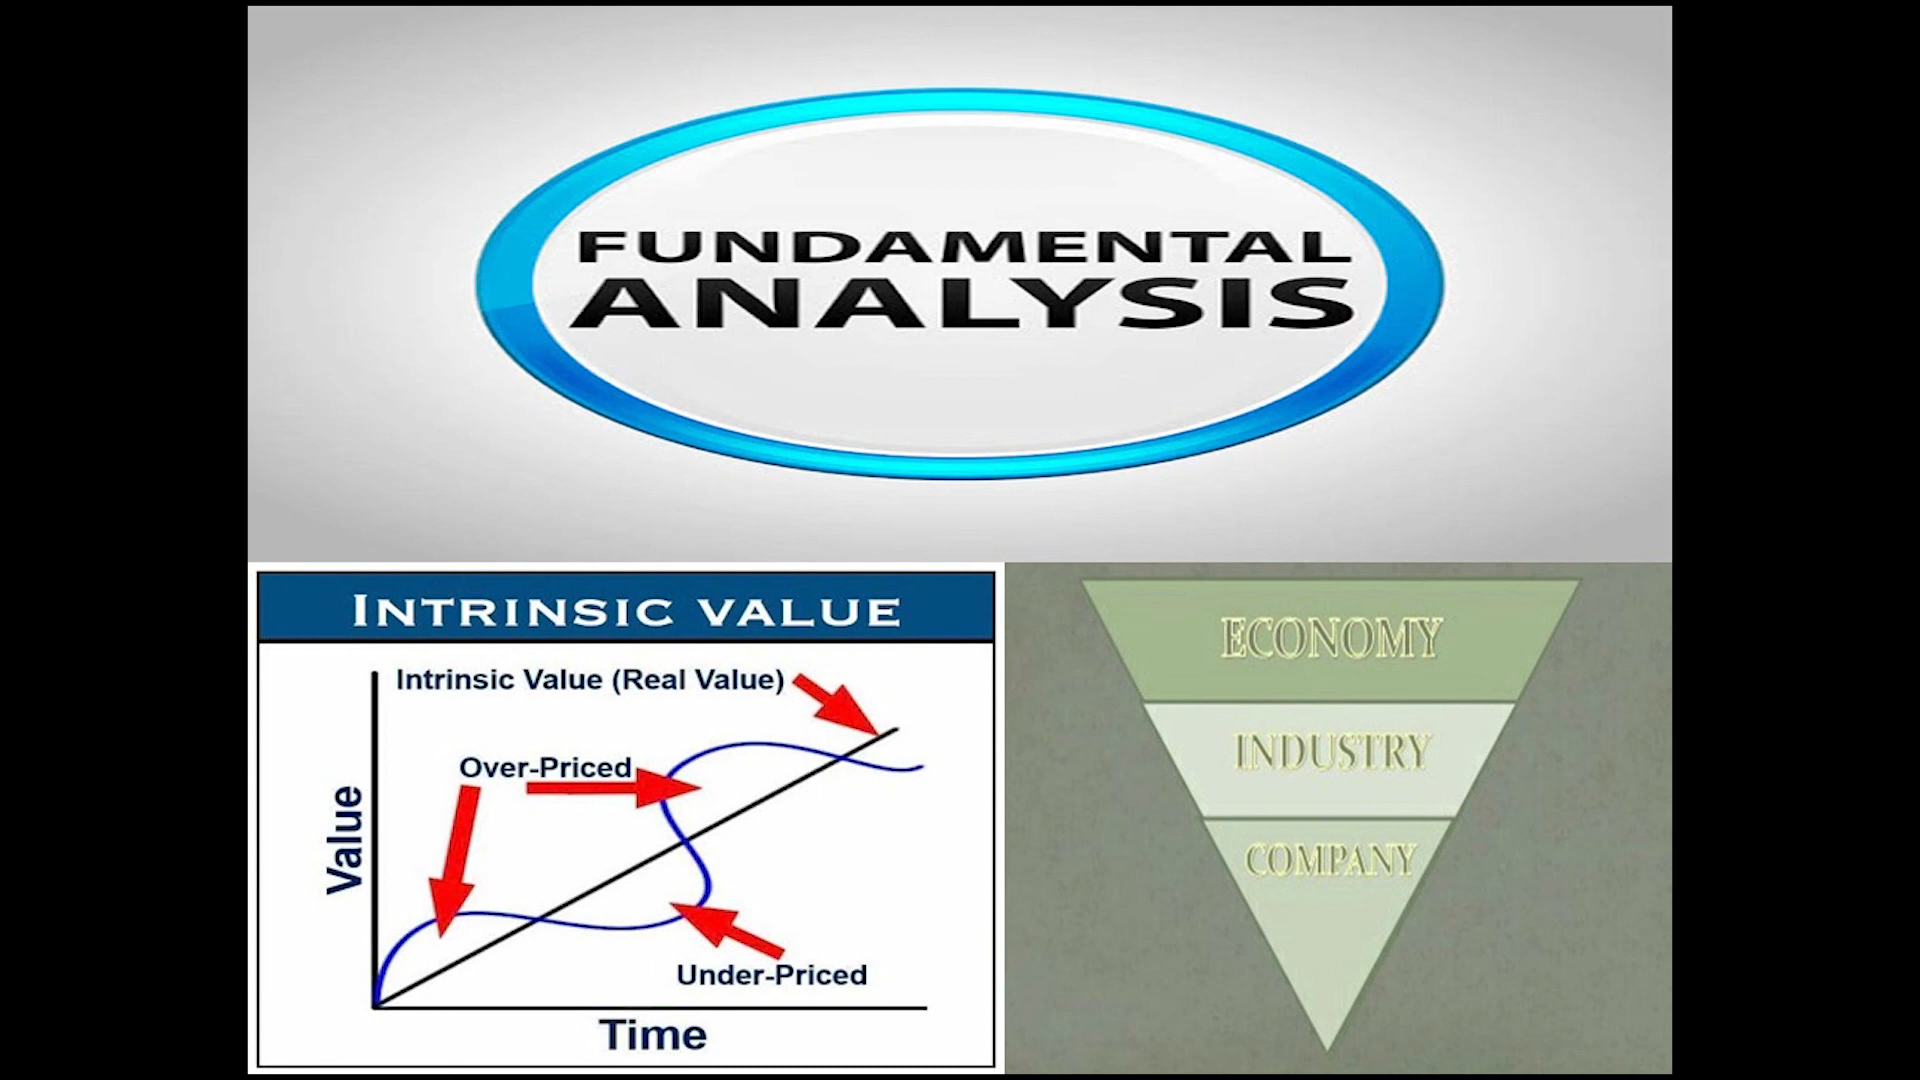 FUNDAMENTAL
ANALYSIS
INTRINSIC VALUE
Intrinsic Value (Real Value)
Over-Priced
Value
Under-Priced
Time
ECONOMY
INDUSTRY
COMPANY